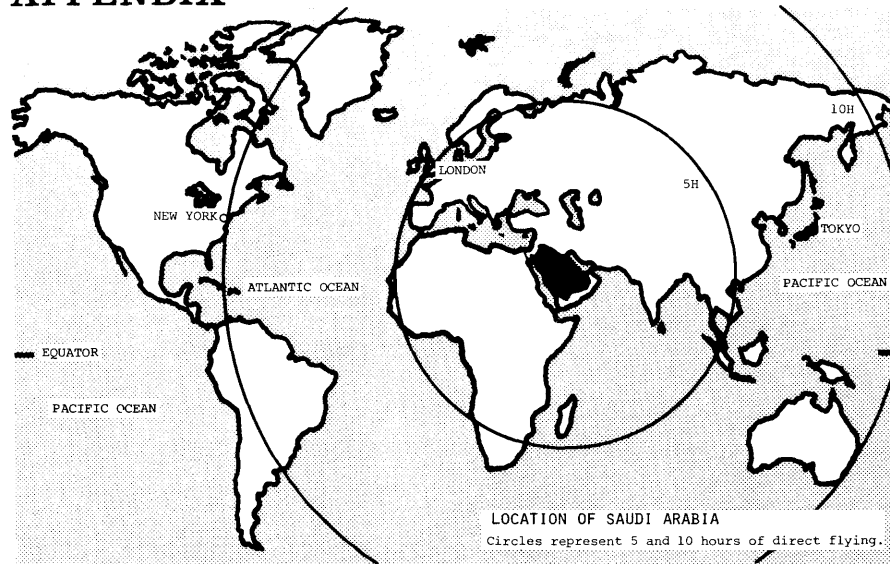 APPENDIX
10H
LONDON
5H
NEW YORK
TOKYO
ATLANTIC OCEAN
PACIFIC OCEAN
EQUATOR
PACIFIC OCEAN
LOCATION OF SAUDI ARABIA
Circles represent 5 and 10 hours of direct flying.